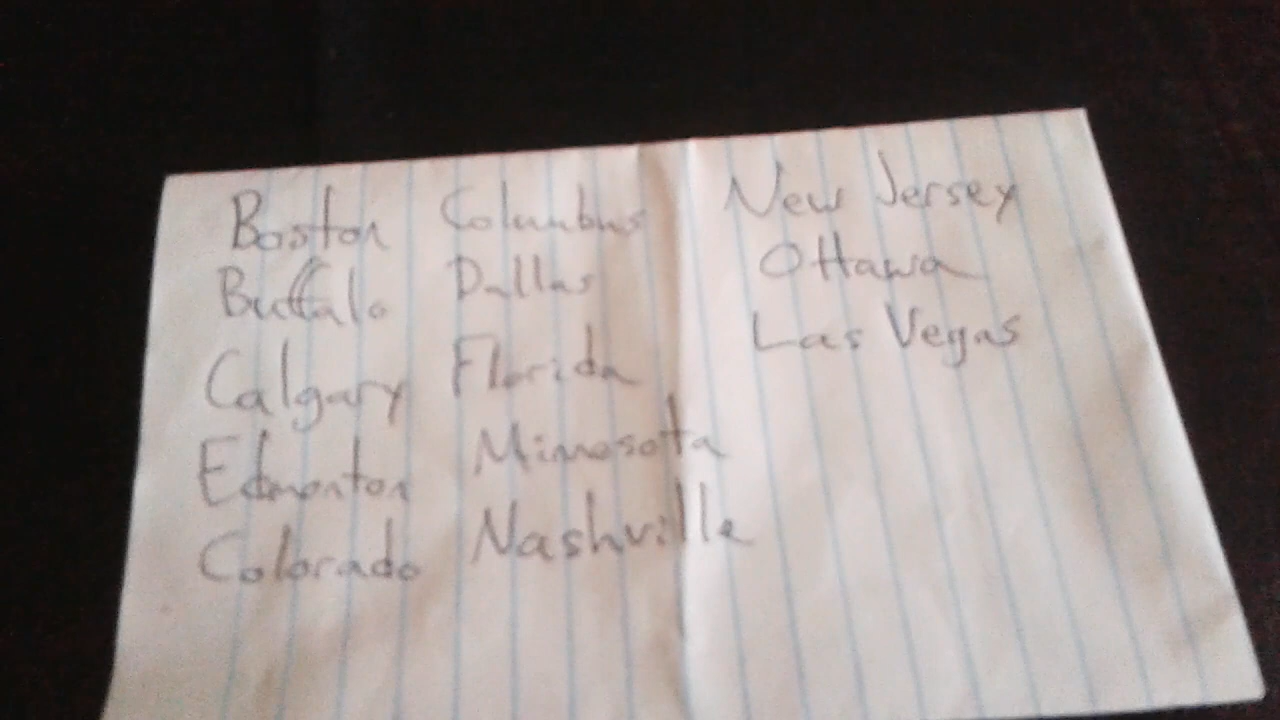 Boston
Buffalo
Calgary
Edmonton
Colorado
Columbus
Dallas
Florida
Minnesota
Nashville
New Jersey
Ottawa
Las Vegas